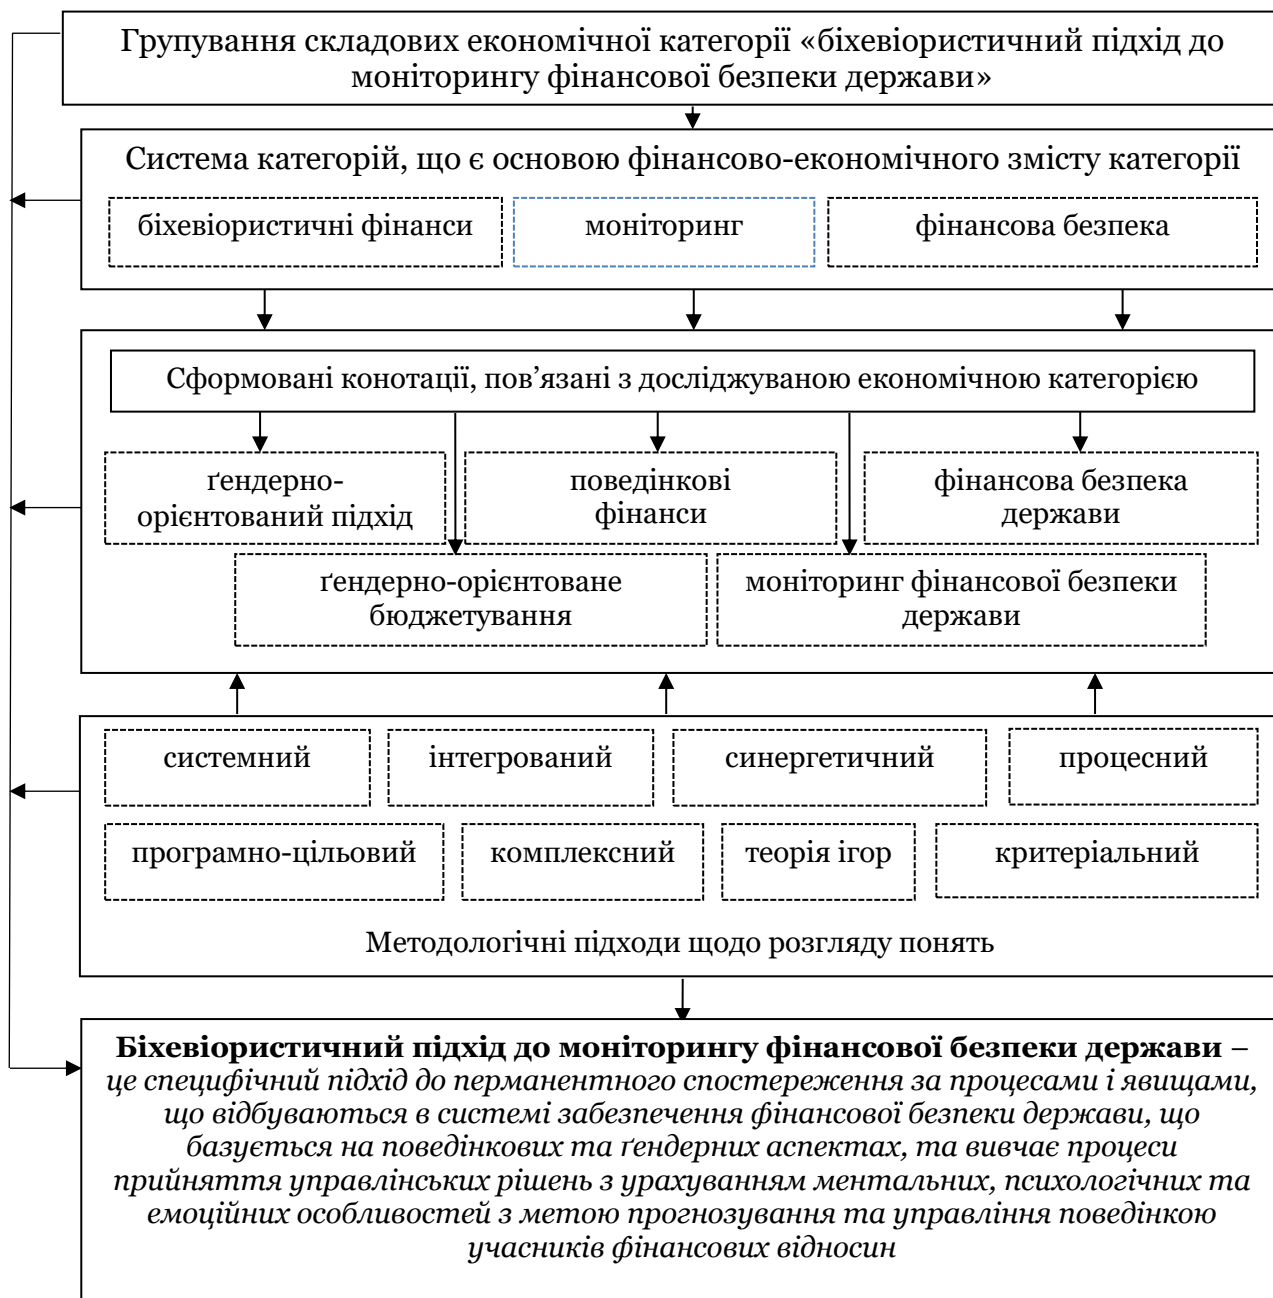 Групування складових економічної категорії «біхевіористичний підхід до
моніторингу фінансової безпеки держави»
Система категорій, що є основою фінансово-економічного змісту категорії
біхевіористичні фінанси
моніторинг
фінансова безпека
Сформовані конотації, пов’язані з досліджуваною економічною категорією
ґендерно-
орієнтований підхід
поведінкові
фінанси
фінансова безпека
держави
ґендерно-орієнтоване
бюджетування
моніторинг фінансової безпеки
держави
системний
інтегрований
синергетичний
процесний
програмно-цільовий
комплексний
теорія ігор
критеріальний
Методологічні підходи щодо розгляду понять
Біхевіористичний підхід до моніторингу фінансової безпеки держави –
це специфічний підхід до перманентного спостереження за процесами і явищами,
що відбуваються в системі забезпечення фінансової безпеки держави, що
базується на поведінкових та ґендерних аспектах, та вивчає процеси
прийняття управлінських рішень з урахуванням ментальних, психологічних та
емоційних особливостей з метою прогнозування та управління поведінкою
учасників фінансових відносин